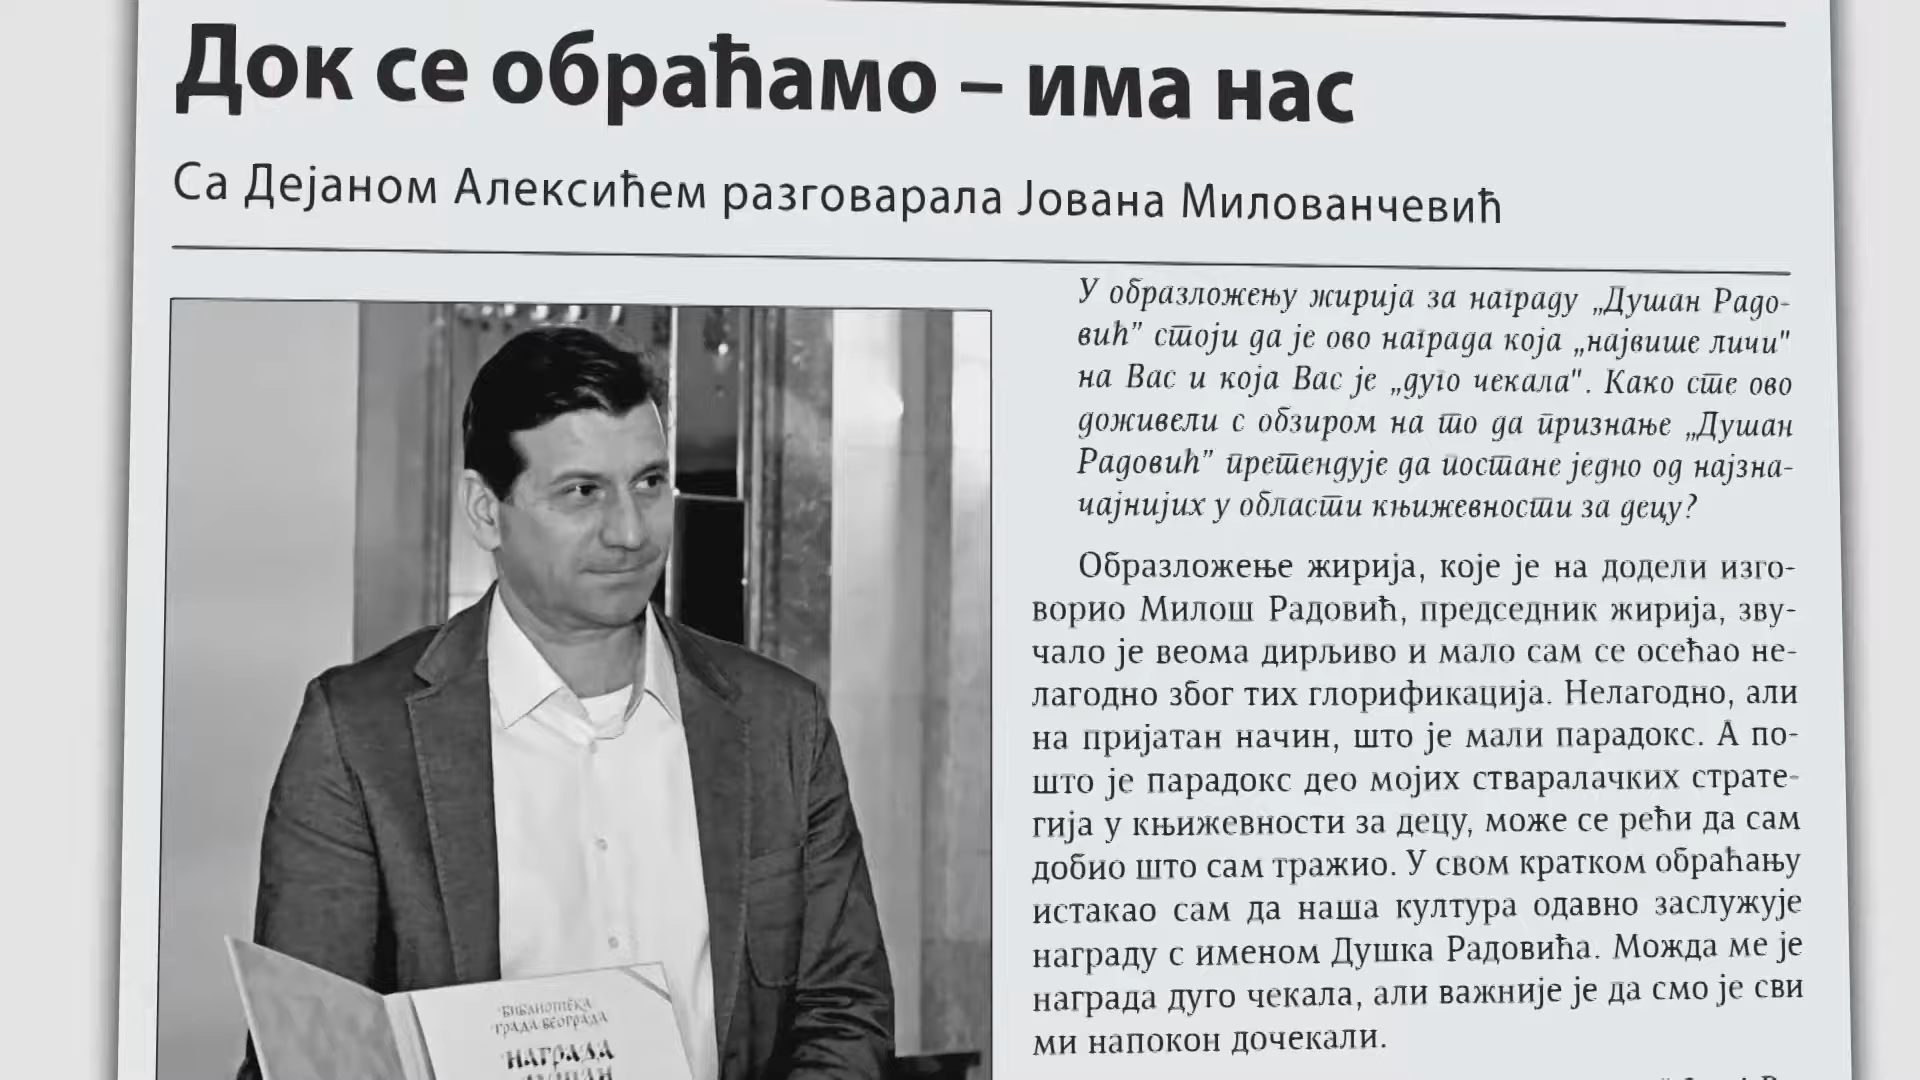 Док се обраћамо – има нас
Са Дејаном Алексићем разговарала Јована Милованчевић
У образложењу жирија за награду „Душан Радо-
вић” стоји да је ово награда која „највише личи"
на Вас и која Вас је „дуго чекала". Како сте ово
доживели с обзиром на то да признање „Душан
Радовић” претендује да постане једно од најзна-
чајнијих у области књижевности за децу?
Образложење жирија, које је на додели изго-
ворио Милош Радовић, председник жирија, зву-
чало је веома дирљиво и мало сам се осећао не-
лагодно због тих глорификација. Нелагодно, али
на пријатан начин, што је мали парадокс. А по-
што је парадокс део мојих стваралачких страте-
гија у књижевности за децу, може се рећи да сам
добио што сам тражио. У свом кратком обраћању
истакао сам да наша култура одавно заслужује
награду с именом Душка Радовића. Можда ме је
награда дуго чекала, али важније је да смо је сви
ми напокон дочекали.
БИБЛИОТЕКА
ГРАДА БЕОГРАДА
НАГРАДА
ДУШАН